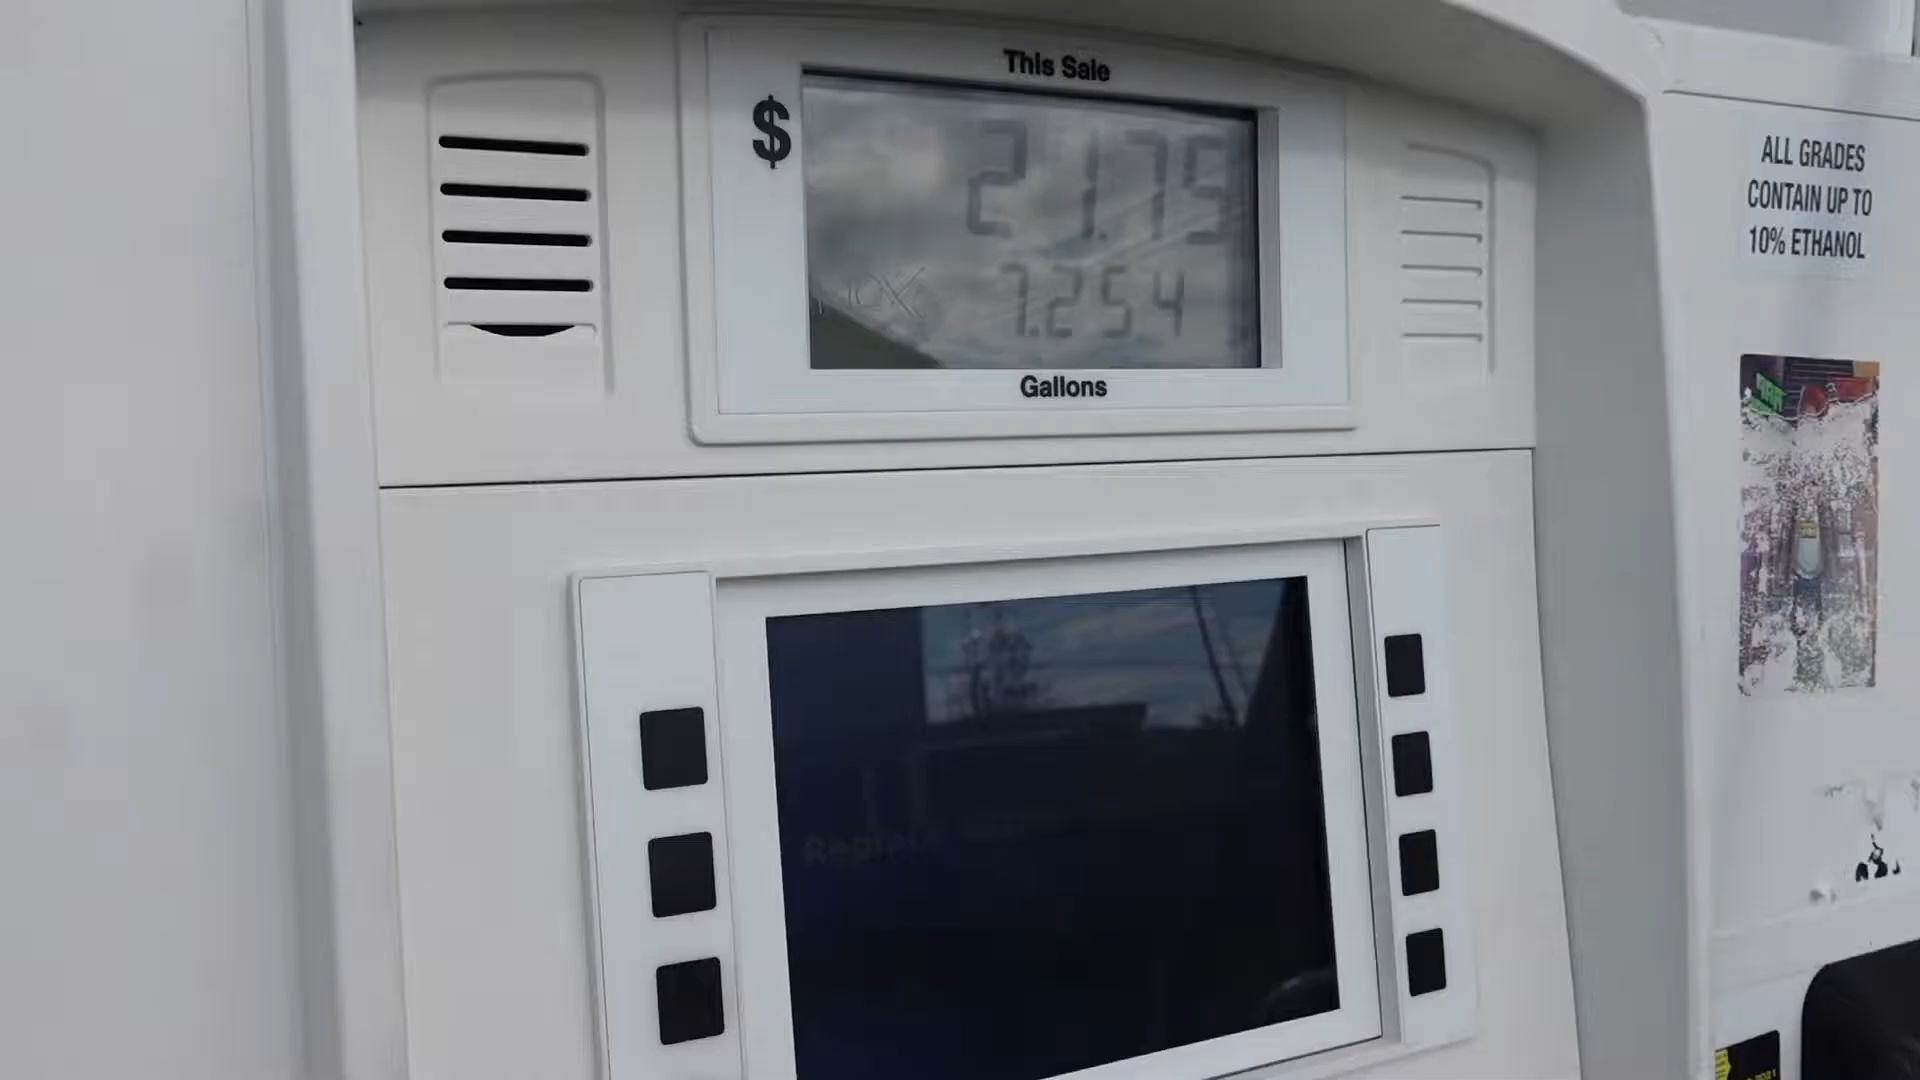 This Sale
$ 21.75
7.254
Gallons
ALL GRADES
CONTAIN UP TO
10% ETHANOL